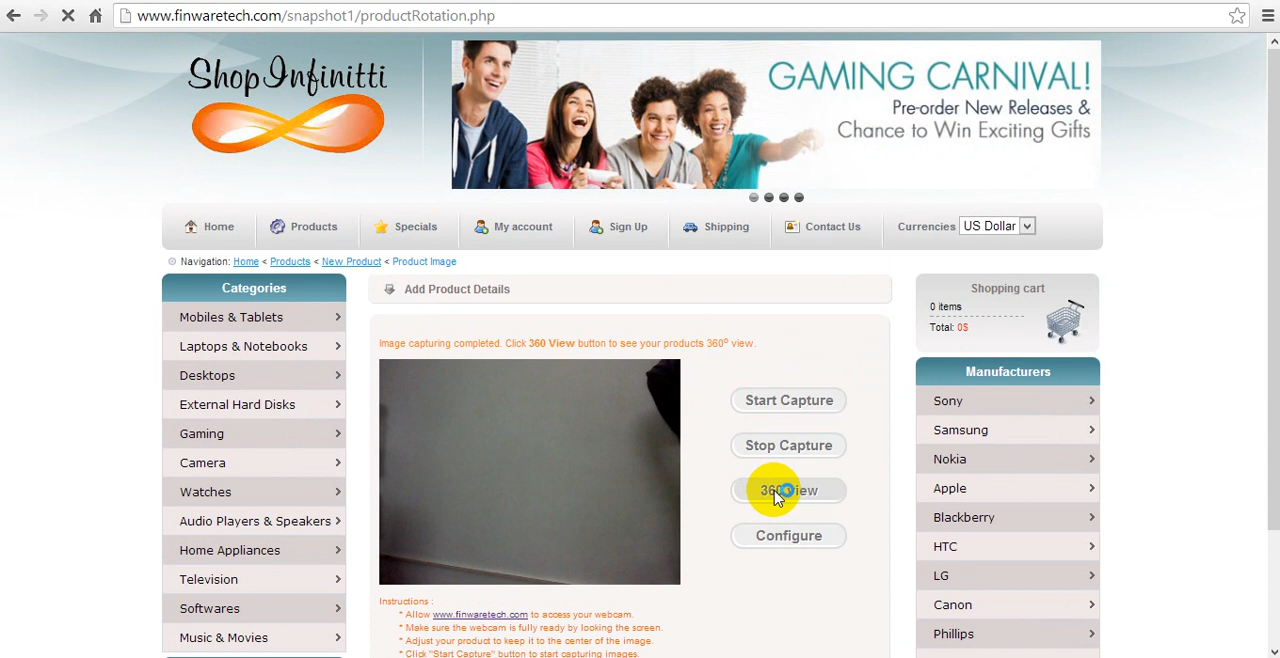 www.finwaretech.com/snapshot1/productRotation.php
ShopInfinitti
GAMING CARNIVAL!
Pre-order New Releases &
Chance to Win Exciting Gifts
Home Products Specials My account Sign Up Shipping Contact Us Currencies US Dollar
Navigation: Home < Products < New Product < Product Image
Categories
Mobiles & Tablets
Laptops & Notebooks
Desktops
External Hard Disks
Gaming
Camera
Watches
Audio Players & Speakers
Home Appliances
Television
Softwares
Music & Movies
Add Product Details
Image capturing completed. Click 360 View button to see your products 360º view.
Start Capture
Stop Capture
360 View
Configure
Instructions :
* Allow www.finwaretech.com to access your webcam.
* Make sure the webcam is fully ready by looking the screen.
* Adjust your product to keep it to the center of the image.
* Click "Start Capture" button to start capturing images.
Shopping cart
0 items
Total: 0$
Manufacturers
Sony
Samsung
Nokia
Apple
Blackberry
HTC
LG
Canon
Phillips